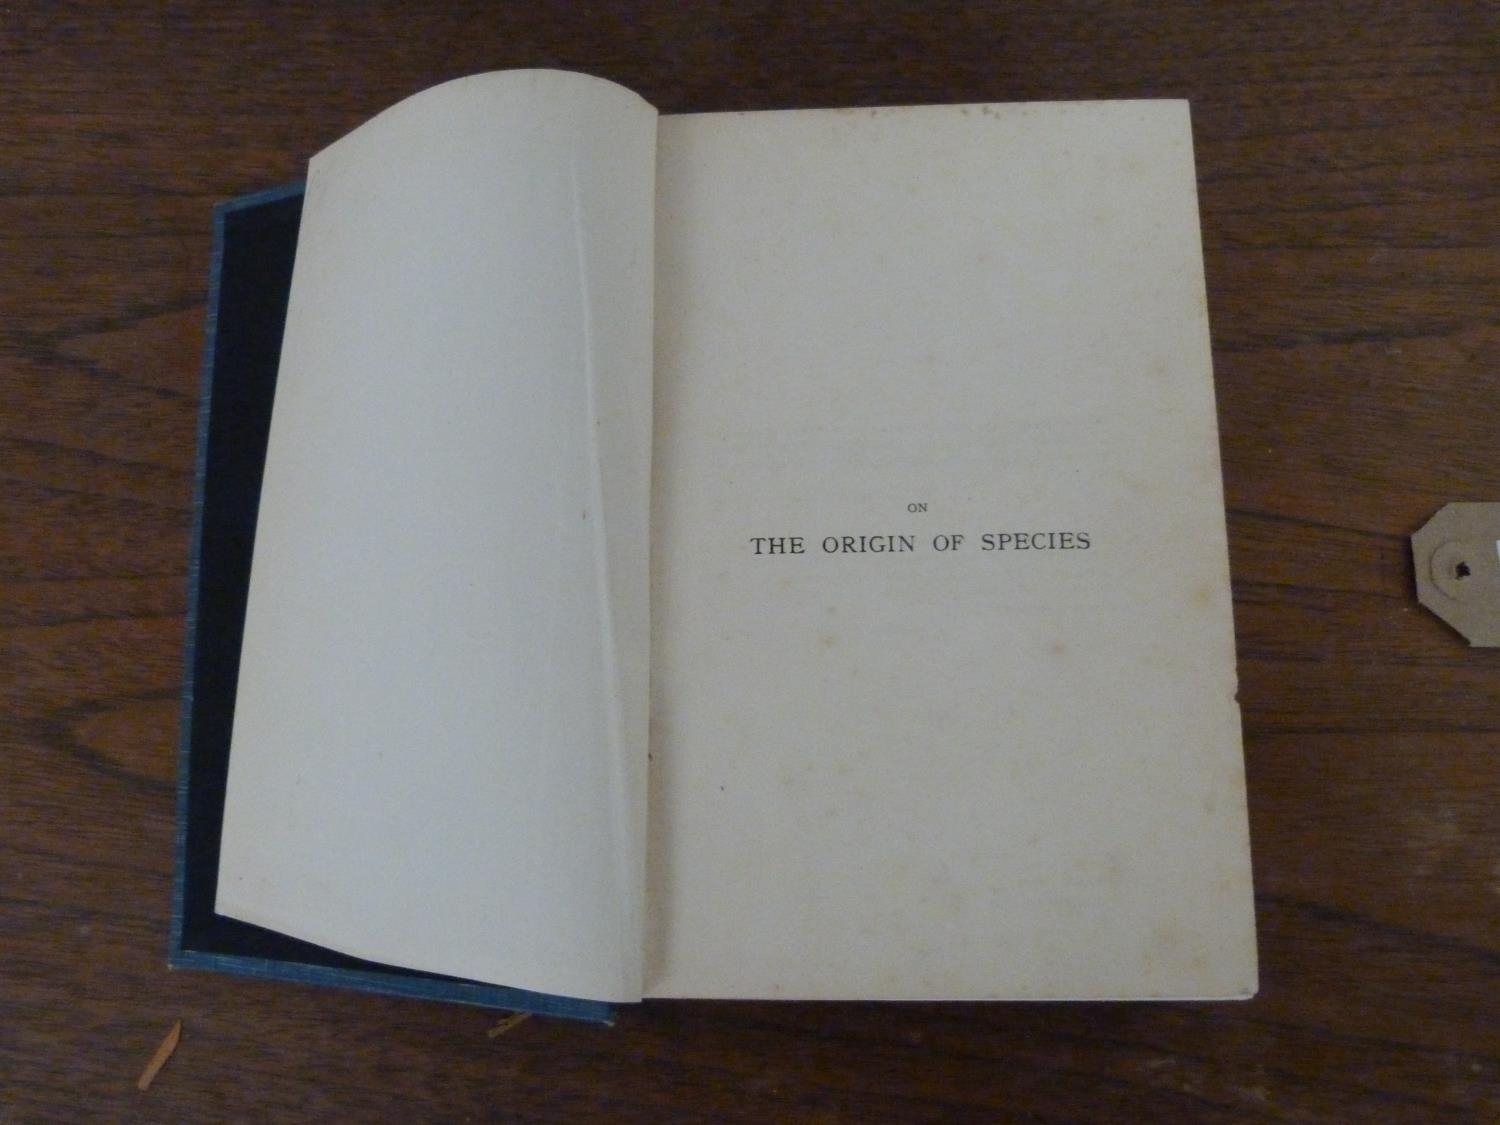 ON
THE ORIGIN OF SPECIES